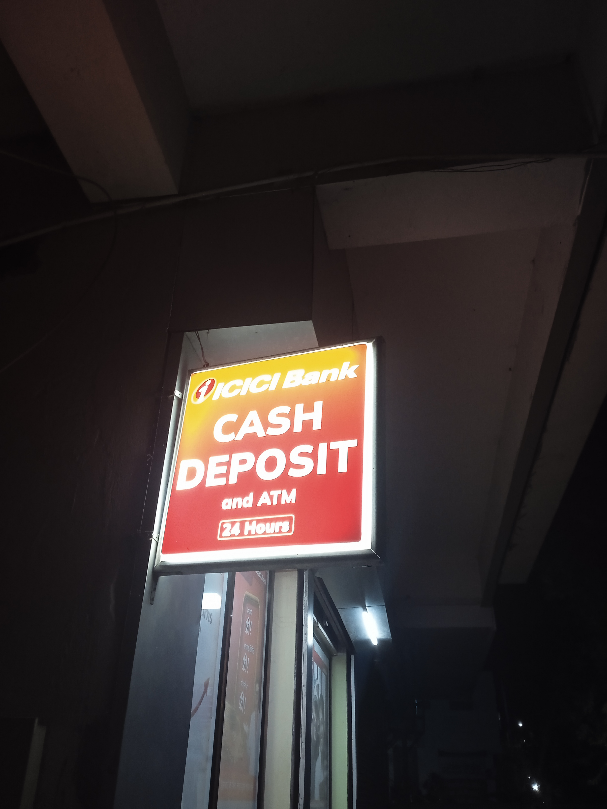 ICICI Bank
CASH
DEPOSIT
and ATM
24 Hours